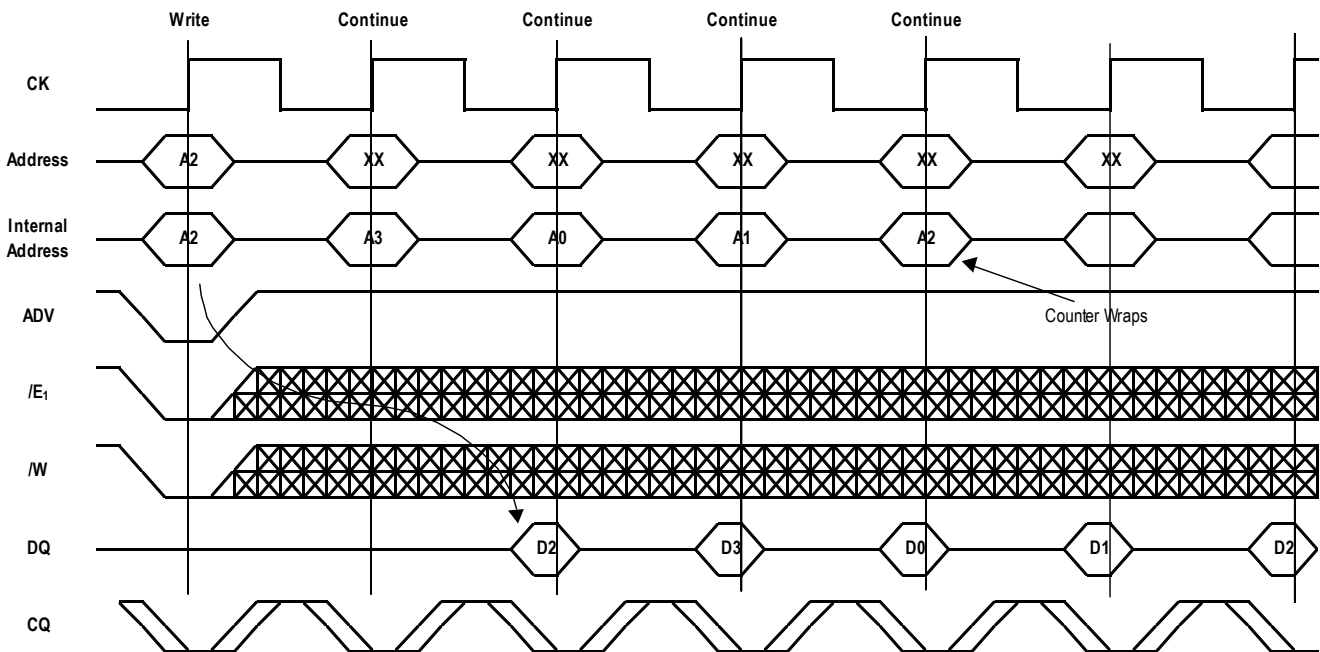 Write Continue Continue Continue Continue
CK
Address A2 XX XX XX XX XX
Internal
Address
A2 A3 A0 A1 A2
ADV
Counter Wraps
/E1
/W
DQ D2 D3 D0 D1 D2
CQ